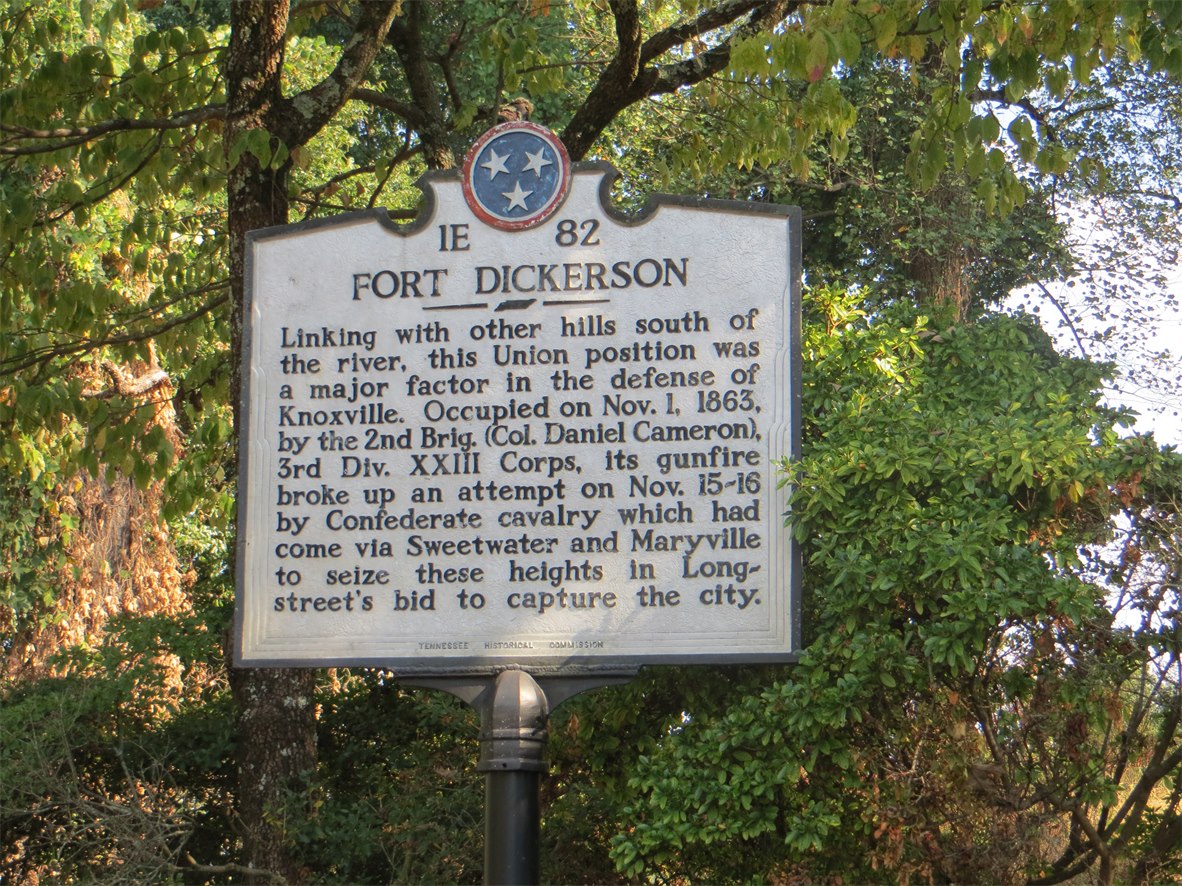 1E 82
FORT DICKERSON
Linking with other hills south of
the river, this Union position was
a major factor in the defense of
Knoxville. Occupied on Nov. 1, 1863,
by the 2nd Brig. (Col. Daniel Cameron),
3rd Div. XXIII Corps, its gunfire
broke up an attempt on Nov. 15-16
by Confederate cavalry which had
come via Sweetwater and Maryville
to seize these heights in Long-
street's bid to capture the city.
TENNESSEE HISTORICAL COMMISSION